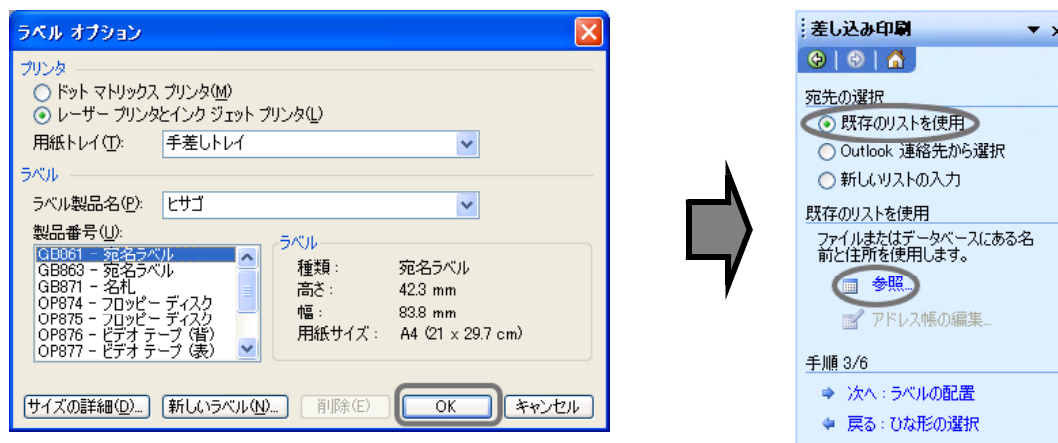 ラベル オプション
プリンタ
ドット マトリックス プリンタ(M)
レーザー プリンタとインク ジェット プリンタ(L)
用紙トレイ(T):
手差しトレイ
ラベル
ラベル製品名(P):
ヒサゴ
製品番号(U):
GB861 - 宛名ラベル
GB863 - 宛名ラベル
GB871 - 名札
OP874 - フロッピー ディスク
OP875 - フロッピー ディスク
OP876 - ビデオ テープ (背)
OP877 - ビデオ テープ (表)
ラベル
種類: 宛名ラベル
高さ: 42.3 mm
幅: 83.8 mm
用紙サイズ: A4 (21 x 29.7 cm)
サイズの詳細(D)...
新しいラベル(N)...
削除(E)
OK
キャンセル
差し込み印刷
宛先の選択
既存のリストを使用
Outlook 連絡先から選択
新しいリストの入力
既存のリストを使用
ファイルまたはデータベースにある名
前と住所を使用します。
参照...
アドレス帳の編集...
手順 3/6
次へ: ラベルの配置
戻る: ひな形の選択